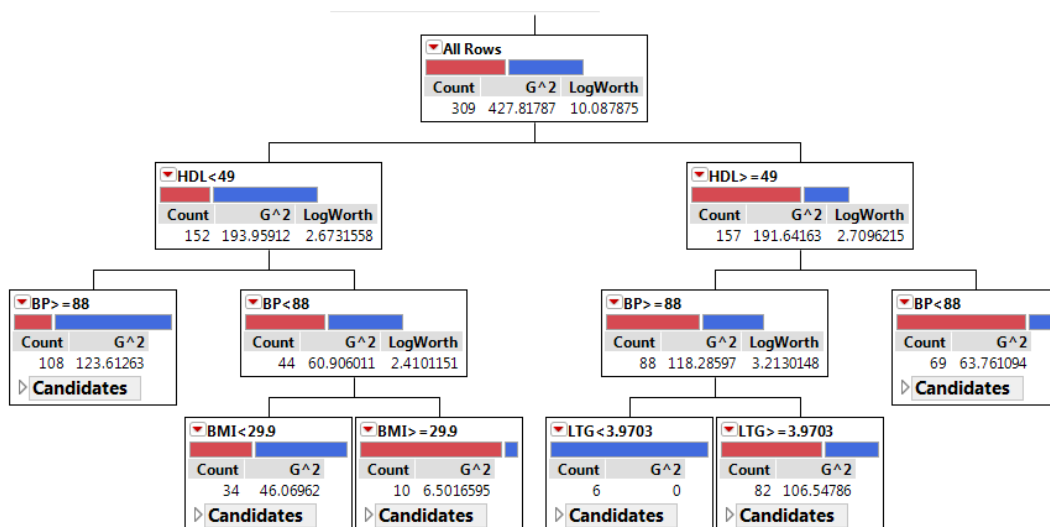 All Rows
Count G^2 LogWorth
309 427.81787 10.087875
HDL<49
Count G^2 LogWorth
152 193.95912 2.6731558
HDL>=49
Count G^2 LogWorth
157 191.64163 2.7096215
BP>=88
Count G^2
108 123.61263
Candidates
BP<88
Count G^2 LogWorth
44 60.906011 2.4101151
BP>=88
Count G^2 LogWorth
88 118.28597 3.2130148
BP<88
Count G^2
69 63.761094
Candidates
BMI<29.9
Count G^2
34 46.06962
Candidates
BMI>=29.9
Count G^2
10 6.5016595
Candidates
LTG<3.9703
Count G^2
6 0
Candidates
LTG>=3.9703
Count G^2
82 106.54786
Candidates